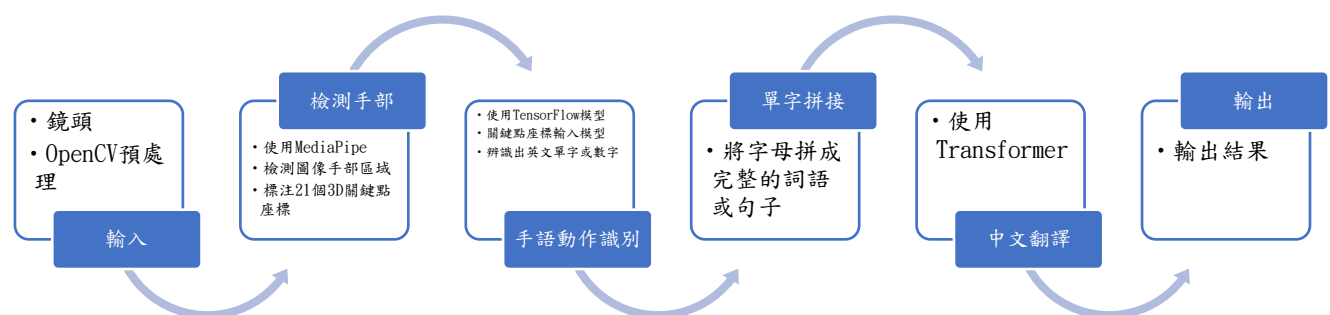 ・鏡頭
・OpenCV預處
理
輸入
檢測手部
・使用MediaPipe
・檢測圖像手部區域
・標注21個3D關鍵點
座標
・使用TensorFlow模型
・關鍵點座標輸入模型
・辨識出英文單字或數字
手語動作識別
單字拼接
・將字母拼成
完整的詞語
或句子
・使用
Transformer
中文翻譯
輸出
・輸出結果